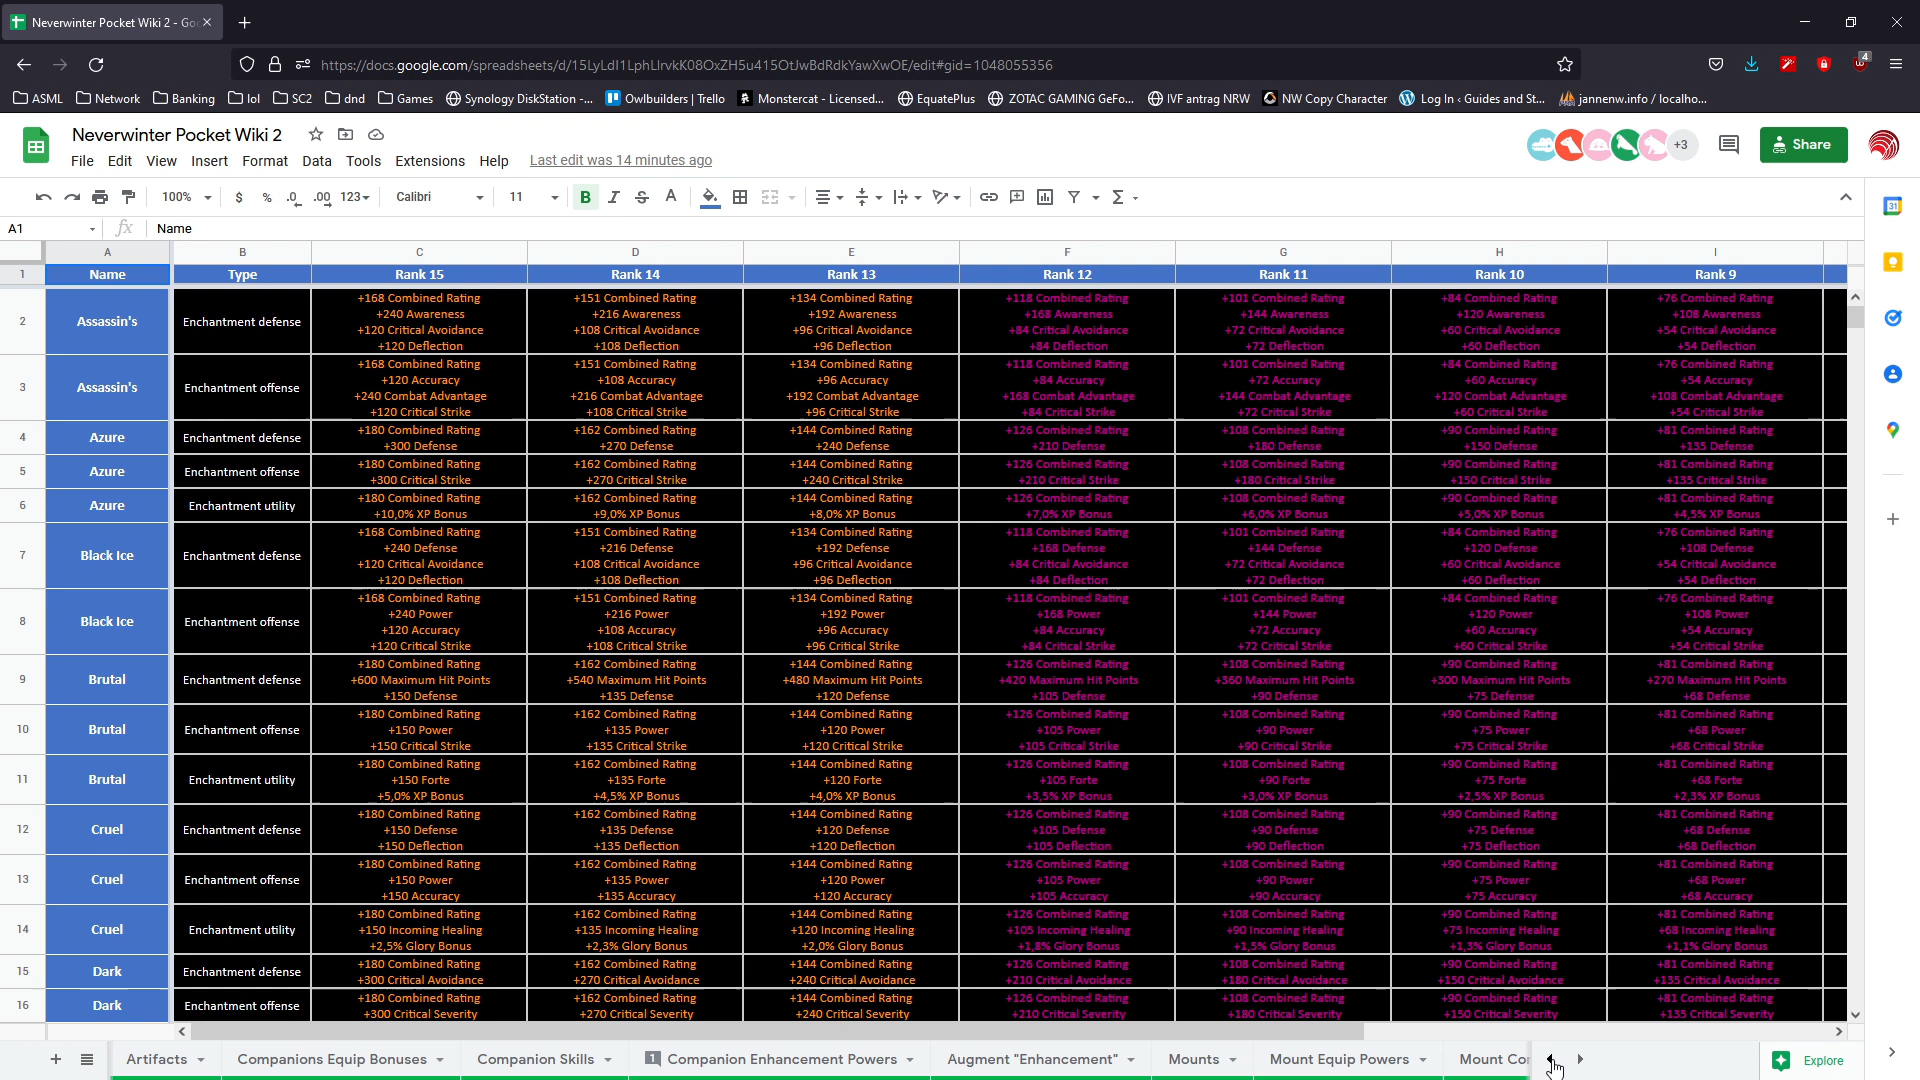 Neverwinter Pocket Wiki 2 - Go
https://docs.google.com/spreadsheets/d/15LyLdI1LphLlrvkK08OxZH5u415OtJwBdRdkYawXwOE/edit#gid=1048055356
4
ASML Network Banking lol SC2 dnd Games Synology DiskStation -... Owlbuilders | Trello Monstercat - Licensed... EquatePlus ZOTAC GAMING GeFo... IVF antrag NRW NW Copy Character Log In ‹ Guides and St... jannenw.info / localho...
Neverwinter Pocket Wiki 2
+3
Share
File Edit View Insert Format Data Tools Extensions Help Last edit was 14 minutes ago
100% $ % .0 .00 123 Calibri 11 B I S A
31
A1 fx Name
A B C D E F G H I
1 Name Type Rank 15 Rank 14 Rank 13 Rank 12 Rank 11 Rank 10 Rank 9
+168 Combined Rating +151 Combined Rating +134 Combined Rating +118 Combined Rating +101 Combined Rating +84 Combined Rating +76 Combined Rating
+240 Awareness +216 Awareness +192 Awareness +168 Awareness +144 Awareness +120 Awareness +108 Awareness
2 Assassin's Enchantment defense
+120 Critical Avoidance +108 Critical Avoidance +96 Critical Avoidance +84 Critical Avoidance +72 Critical Avoidance +60 Critical Avoidance +54 Critical Avoidance
+120 Deflection +108 Deflection +96 Deflection +84 Deflection +72 Deflection +60 Deflection +54 Deflection
+168 Combined Rating +151 Combined Rating +134 Combined Rating +118 Combined Rating +101 Combined Rating +84 Combined Rating +76 Combined Rating
+120 Accuracy +108 Accuracy +96 Accuracy +84 Accuracy +72 Accuracy +60 Accuracy +54 Accuracy
3 Assassin's Enchantment offense
+240 Combat Advantage +216 Combat Advantage +192 Combat Advantage +168 Combat Advantage +144 Combat Advantage +120 Combat Advantage +108 Combat Advantage
+120 Critical Strike +108 Critical Strike +96 Critical Strike +84 Critical Strike +72 Critical Strike +60 Critical Strike +54 Critical Strike
+180 Combined Rating +162 Combined Rating +144 Combined Rating +126 Combined Rating +108 Combined Rating +90 Combined Rating +81 Combined Rating
4 Azure Enchantment defense
+300 Defense +270 Defense +240 Defense +210 Defense +180 Defense +150 Defense +135 Defense
+180 Combined Rating +162 Combined Rating +144 Combined Rating +126 Combined Rating +108 Combined Rating +90 Combined Rating +81 Combined Rating
5 Azure Enchantment offense
+300 Critical Strike +270 Critical Strike +240 Critical Strike +210 Critical Strike +180 Critical Strike +150 Critical Strike +135 Critical Strike
+180 Combined Rating +162 Combined Rating +144 Combined Rating +126 Combined Rating +108 Combined Rating +90 Combined Rating +81 Combined Rating
6 Azure Enchantment utility
+10,0% XP Bonus +9,0% XP Bonus +8,0% XP Bonus +7,0% XP Bonus +6,0% XP Bonus +5,0% XP Bonus +4,5% XP Bonus
+168 Combined Rating +151 Combined Rating +134 Combined Rating +118 Combined Rating +101 Combined Rating +84 Combined Rating +76 Combined Rating
+240 Defense +216 Defense +192 Defense +168 Defense +144 Defense +120 Defense +108 Defense
7 Black Ice Enchantment defense
+120 Critical Avoidance +108 Critical Avoidance +96 Critical Avoidance +84 Critical Avoidance +72 Critical Avoidance +60 Critical Avoidance +54 Critical Avoidance
+120 Deflection +108 Deflection +96 Deflection +84 Deflection +72 Deflection +60 Deflection +54 Deflection
+168 Combined Rating +151 Combined Rating +134 Combined Rating +118 Combined Rating +101 Combined Rating +84 Combined Rating +76 Combined Rating
+240 Power +216 Power +192 Power +168 Power +144 Power +120 Power +108 Power
8 Black Ice Enchantment offense
+120 Accuracy +108 Accuracy +96 Accuracy +84 Accuracy +72 Accuracy +60 Accuracy +54 Accuracy
+120 Critical Strike +108 Critical Strike +96 Critical Strike +84 Critical Strike +72 Critical Strike +60 Critical Strike +54 Critical Strike
+180 Combined Rating +162 Combined Rating +144 Combined Rating +126 Combined Rating +108 Combined Rating +90 Combined Rating +81 Combined Rating
9 Brutal Enchantment defense +600 Maximum Hit Points +540 Maximum Hit Points +480 Maximum Hit Points +420 Maximum Hit Points +360 Maximum Hit Points +300 Maximum Hit Points +270 Maximum Hit Points
+150 Defense +135 Defense +120 Defense +105 Defense +90 Defense +75 Defense +68 Defense
+180 Combined Rating +162 Combined Rating +144 Combined Rating +126 Combined Rating +108 Combined Rating +90 Combined Rating +81 Combined Rating
10 Brutal Enchantment offense +150 Power +135 Power +120 Power +105 Power +90 Power +75 Power +68 Power
+150 Critical Strike +135 Critical Strike +120 Critical Strike +105 Critical Strike +90 Critical Strike +75 Critical Strike +68 Critical Strike
+180 Combined Rating +162 Combined Rating +144 Combined Rating +126 Combined Rating +108 Combined Rating +90 Combined Rating +81 Combined Rating
11 Brutal Enchantment utility +150 Forte +135 Forte +120 Forte +105 Forte +90 Forte +75 Forte +68 Forte
+5,0% XP Bonus +4,5% XP Bonus +4,0% XP Bonus +3,5% XP Bonus +3,0% XP Bonus +2,5% XP Bonus +2,3% XP Bonus
+180 Combined Rating +162 Combined Rating +144 Combined Rating +126 Combined Rating +108 Combined Rating +90 Combined Rating +81 Combined Rating
12 Cruel Enchantment defense +150 Defense +135 Defense +120 Defense +105 Defense +90 Defense +75 Defense +68 Defense
+150 Deflection +135 Deflection +120 Deflection +105 Deflection +90 Deflection +75 Deflection +68 Deflection
+180 Combined Rating +162 Combined Rating +144 Combined Rating +126 Combined Rating +108 Combined Rating +90 Combined Rating +81 Combined Rating
13 Cruel Enchantment offense +150 Power +135 Power +120 Power +105 Power +90 Power +75 Power +68 Power
+150 Accuracy +135 Accuracy +120 Accuracy +105 Accuracy +90 Accuracy +75 Accuracy +68 Accuracy
+180 Combined Rating +162 Combined Rating +144 Combined Rating +126 Combined Rating +108 Combined Rating +90 Combined Rating +81 Combined Rating
14 Cruel Enchantment utility +150 Incoming Healing +135 Incoming Healing +120 Incoming Healing +105 Incoming Healing +90 Incoming Healing +75 Incoming Healing +68 Incoming Healing
+2,5% Glory Bonus +2,3% Glory Bonus +2,0% Glory Bonus +1,8% Glory Bonus +1,5% Glory Bonus +1,3% Glory Bonus +1,1% Glory Bonus
+180 Combined Rating +162 Combined Rating +144 Combined Rating +126 Combined Rating +108 Combined Rating +90 Combined Rating +81 Combined Rating
15 Dark Enchantment defense
+300 Critical Avoidance +270 Critical Avoidance +240 Critical Avoidance +210 Critical Avoidance +180 Critical Avoidance +150 Critical Avoidance +135 Critical Avoidance
+180 Combined Rating +162 Combined Rating +144 Combined Rating +126 Combined Rating +108 Combined Rating +90 Combined Rating +81 Combined Rating
16 Dark Enchantment offense
+300 Critical Severity +270 Critical Severity +240 Critical Severity +210 Critical Severity +180 Critical Severity +150 Critical Severity +135 Critical Severity
Artifacts Companions Equip Bonuses Companion Skills 1 Companion Enhancement Powers Augment "Enhancement" Mounts Mount Equip Powers Mount Co Explore